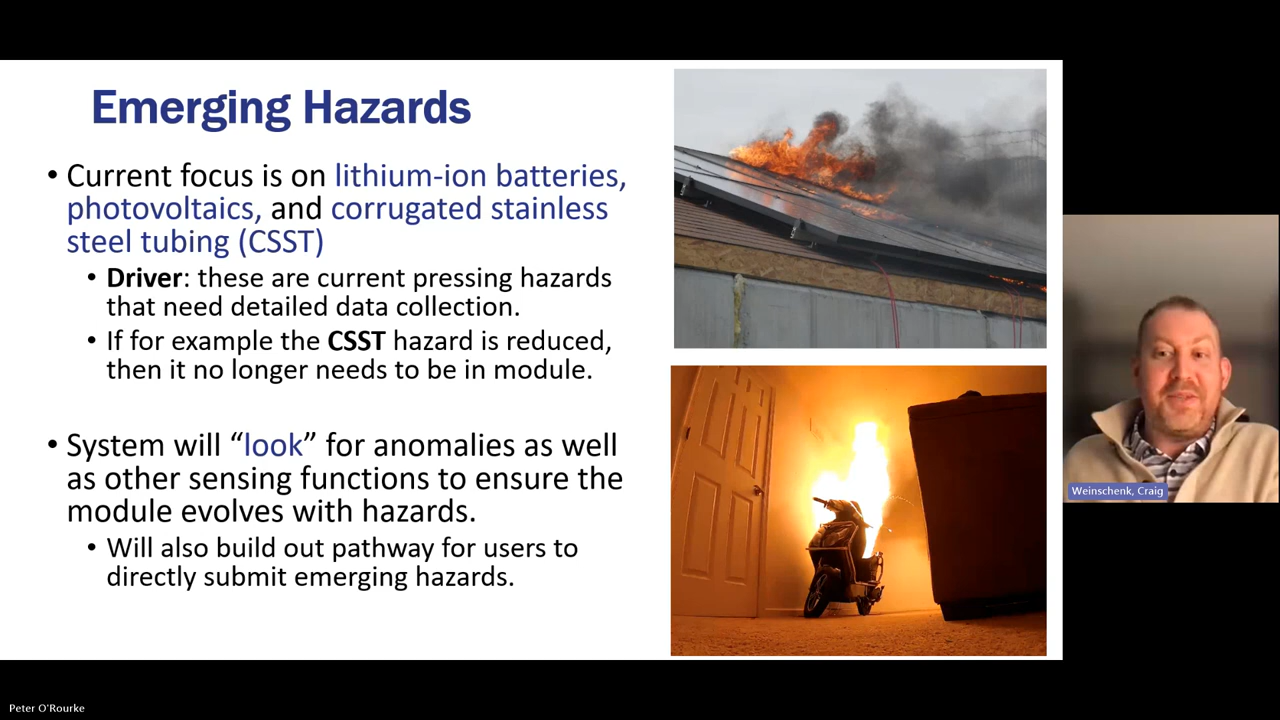 Emerging Hazards
• Current focus is on lithium-ion batteries,
photovoltaics, and corrugated stainless
steel tubing (CSST)
• Driver: these are current pressing hazards
that need detailed data collection.
• If for example the CSST hazard is reduced,
then it no longer needs to be in module.
• System will “look” for anomalies as well
as other sensing functions to ensure the
module evolves with hazards.
• Will also build out pathway for users to
directly submit emerging hazards.
Weinschenk, Craig
Peter O'Rourke